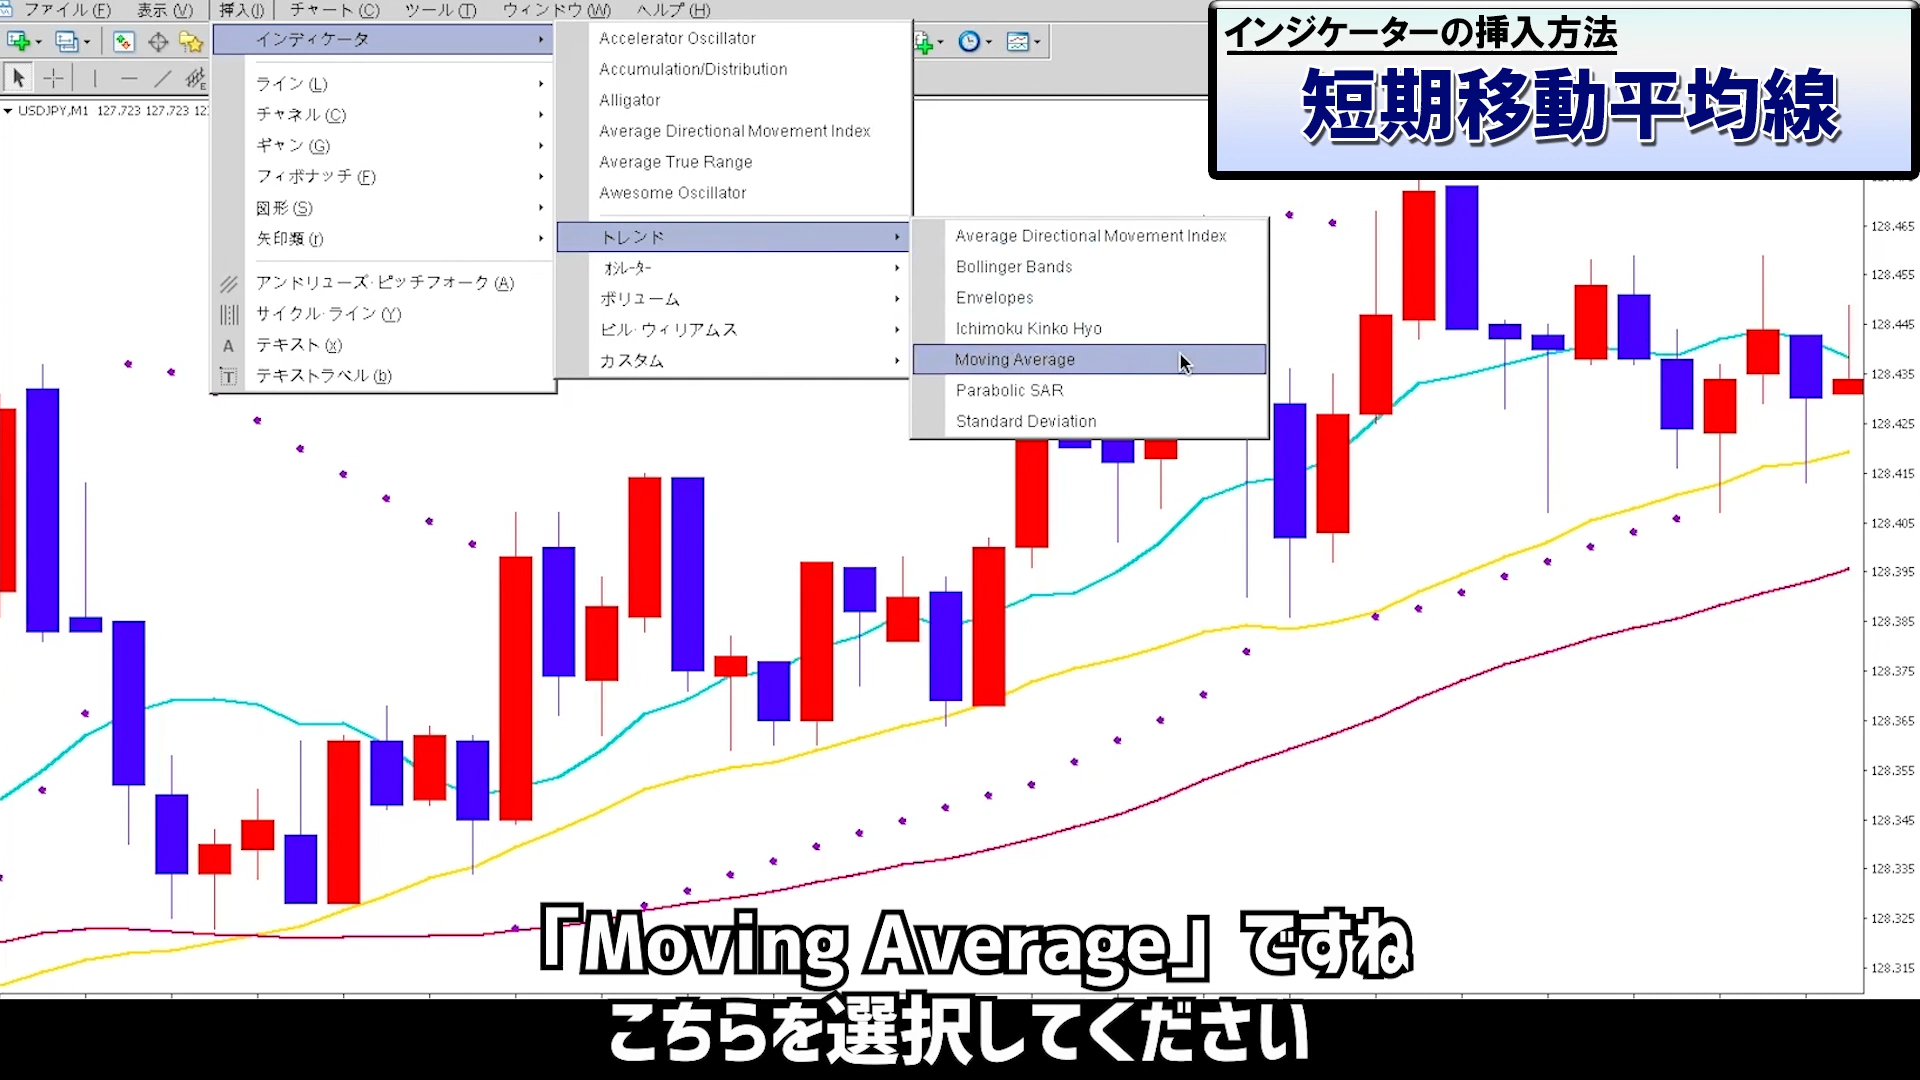 ファイル(F) 表示(V) 挿入(I) チャート(C) ツール(T) ウィンドウ(W) ヘルプ(H)
インジケーターの挿入方法
短期移動平均線
USDJPY,M1 127.723 127.723
インディケータ
ライン(L)
チャネル(C)
ギャン(G)
フィボナッチ(F)
図形(S)
矢印類(r)
アンドリューズ・ピッチフォーク(A)
サイクル・ライン(Y)
テキスト(x)
テキストラベル(b)
Accelerator Oscillator
Accumulation/Distribution
Alligator
Average Directional Movement Index
Average True Range
Awesome Oscillator
トレンド
オシレーター
ボリューム
ビル・ウィリアムス
カスタム
Average Directional Movement Index
Bollinger Bands
Envelopes
Ichimoku Kinko Hyo
Moving Average
Parabolic SAR
Standard Deviation
128.465
128.455
128.445
128.435
128.425
128.415
128.405
128.395
128.385
128.375
128.365
128.355
128.345
128.335
128.325
128.315
「Moving Average」ですね
こちらを選択してください